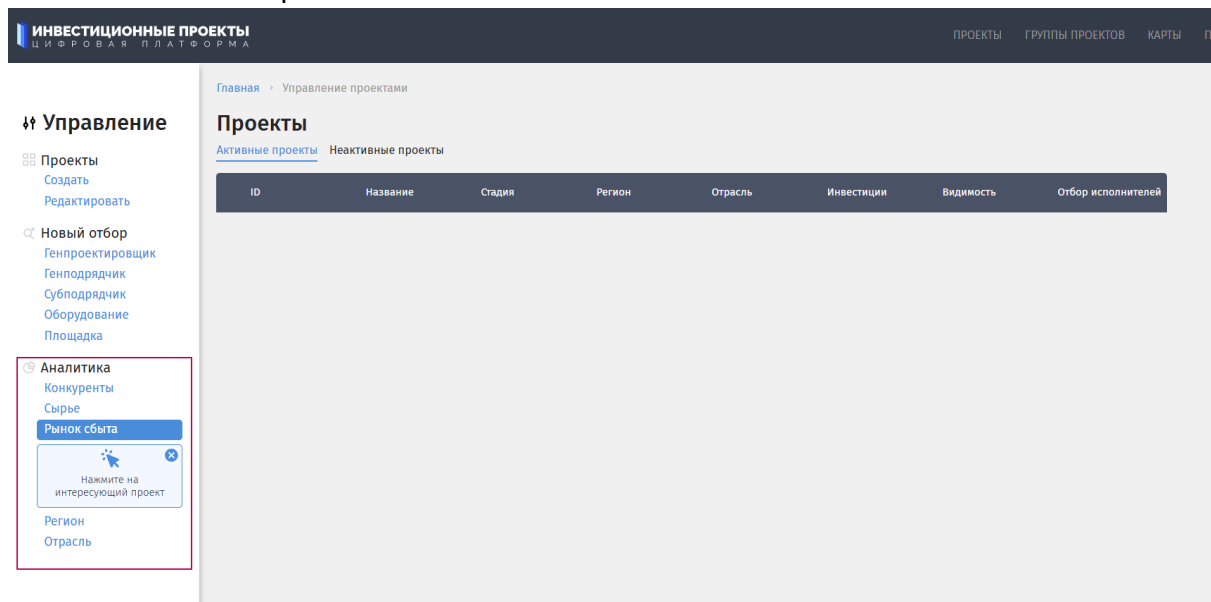 ИНВЕСТИЦИОННЫЕ ПРОЕКТЫ
ЦИФРОВАЯ ПЛАТФОРМА
ПРОЕКТЫ ГРУППЫ ПРОЕКТОВ КАРТЫ
Главная › Управление проектами
Управление
Проекты
Создать
Редактировать
Новый отбор
Генпроектировщик
Генподрядчик
Субподрядчик
Оборудование
Площадка
Аналитика
Конкуренты
Сырье
Рынок сбыта
Нажмите на
интересующий проект
Регион
Отрасль
Проекты
Активные проекты Неактивные проекты
ID Название Стадия Регион Отрасль Инвестиции Видимость Отбор исполнителей